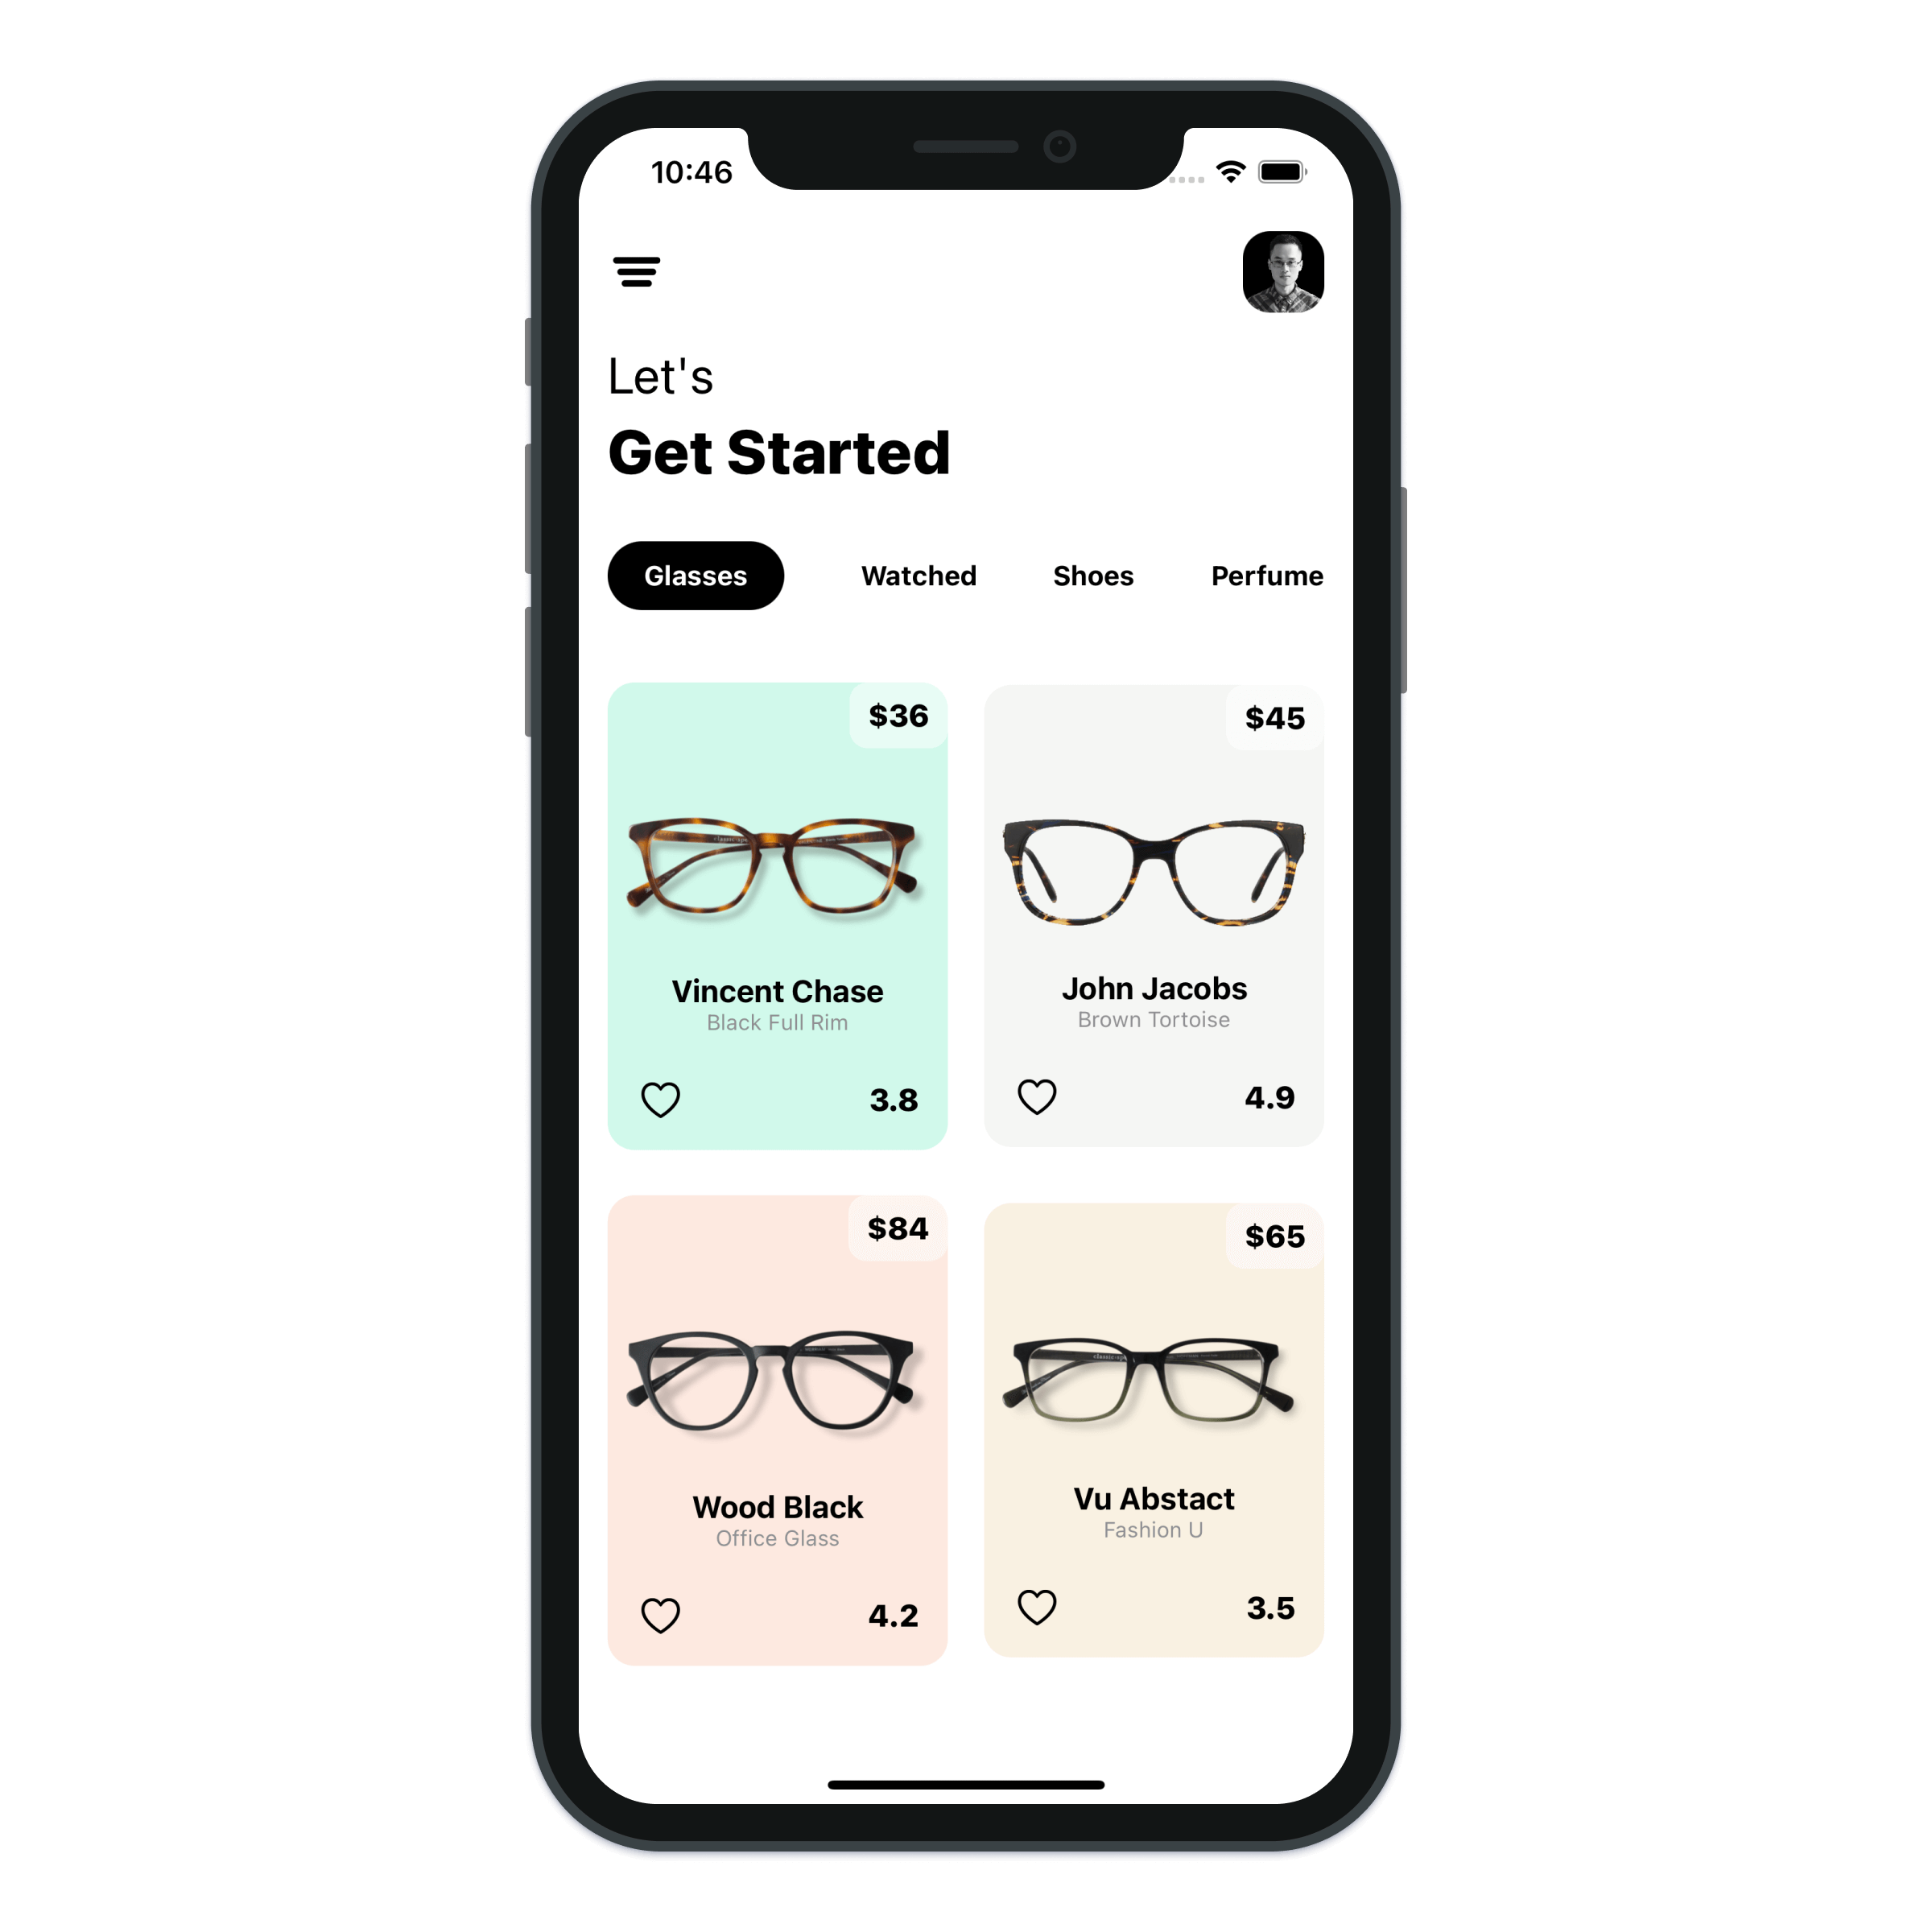 10:46
Let's
Get Started
Glasses Watched Shoes Perfume
$36
Vincent Chase
Black Full Rim
3.8
$45
John Jacobs
Brown Tortoise
4.9
$84
Wood Black
Office Glass
4.2
$65
Vu Abstact
Fashion U
3.5